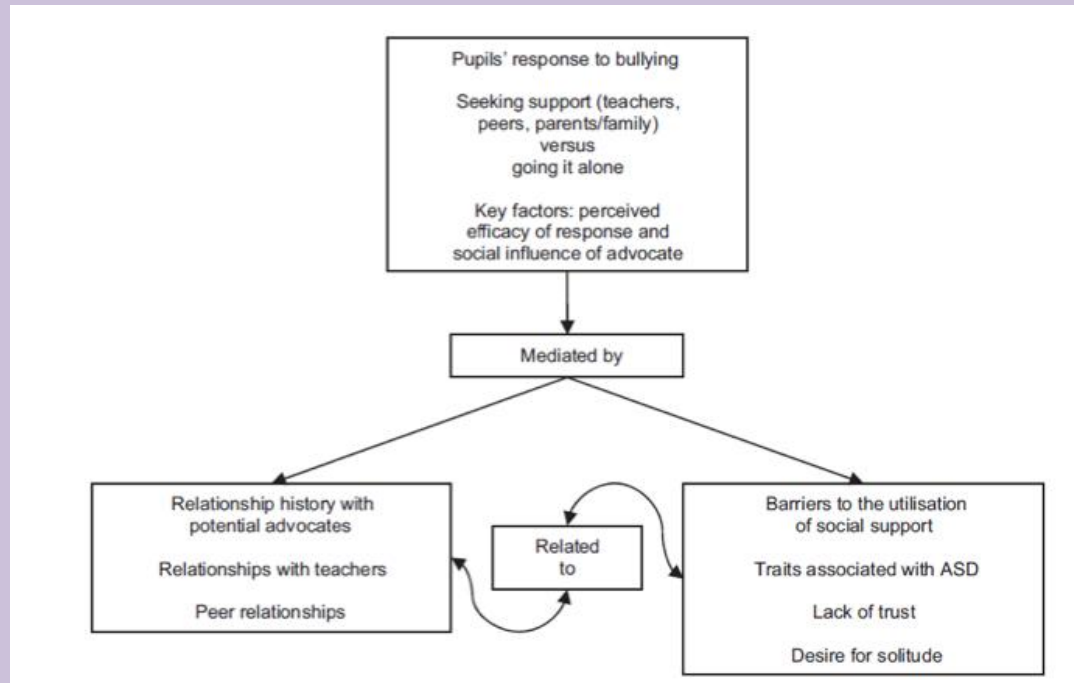 Pupils' response to bullying
Seeking support (teachers,
peers, parents/family)
versus
going it alone
Key factors: perceived
efficacy of response and
social influence of advocate
Mediated by
Relationship history with
potential advocates
Relationships with teachers
Peer relationships
Related
to
Barriers to the utilisation
of social support
Traits associated with ASD
Lack of trust
Desire for solitude